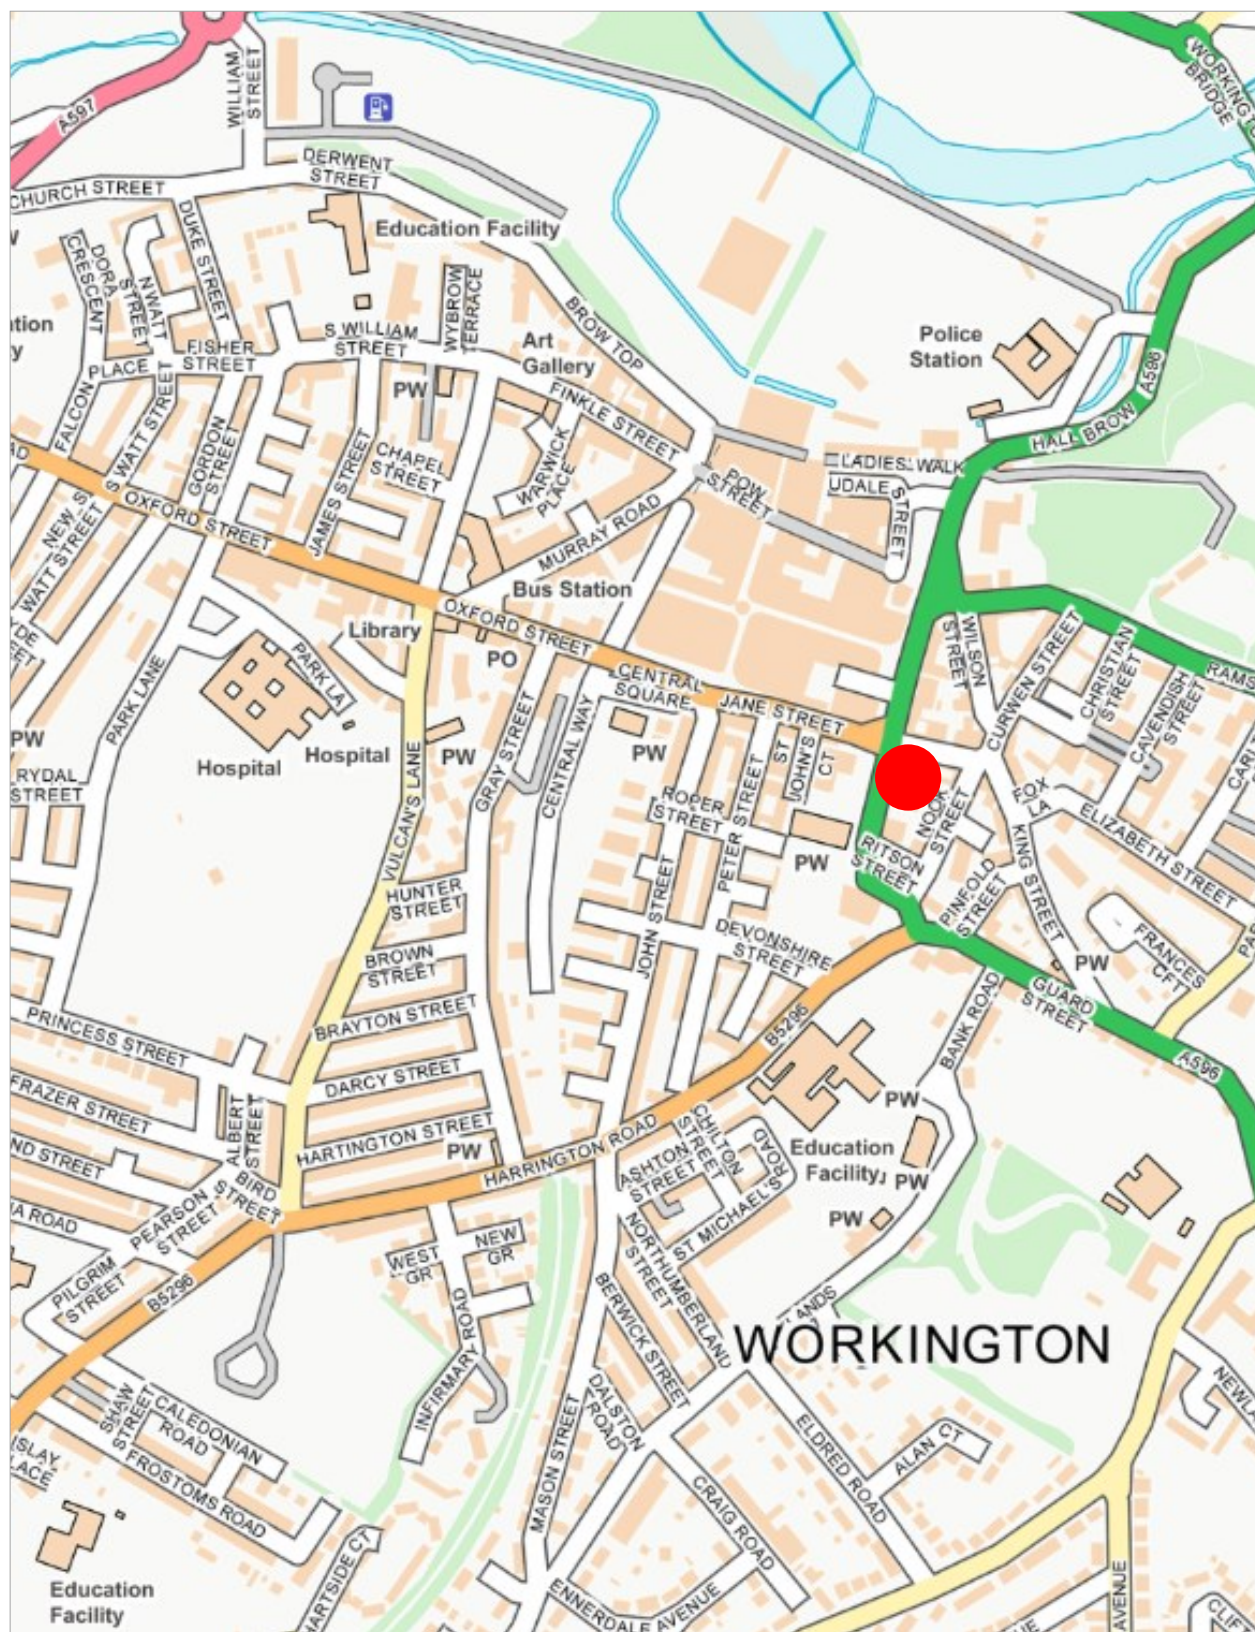 A597
WILLIAM
STREET
WORKINGTON
BRIDGE
DERWENT
STREET
CHURCH STREET
DUKE STREET
Education Facility
DORA
CRESCENT
N WATT
STREET
WYBROW
TERRACE
BROW TOP
S WILLIAM
STREET
Art
Gallery
Police
Station
FISHER
STREET
PLACE
FALCON
PW
FINKLE STREET
A596
HALL BROW
S WATT STREET
GORDON
STREET
JAMES STREET
CHAPEL
STREET
WARWICK
PLACE
LADIES WALK
UDALE
STREET
POW
STREET
MURRAY ROAD
OXFORD STREET
NEW
WATT STREET
Bus Station
OXFORD STREET
Library
PO
PARK LA
PARK LANE
CENTRAL
SQUARE
JANE STREET
WILSON
STREET
CURWEN STREET
CHRISTIAN
STREET
CAVENDISH
STREET
RAMS
PW
Hospital
Hospital
PW
GRAY STREET
CENTRAL WAY
PW
ST
JOHN'S
CT
RYDAL
STREET
VULCAN'S LANE
ROPER
STREET
PETER STREET
PW
RITSON
STREET
NOOK
STREET
FOX
LA
ELIZABETH STREET
KING STREET
PINFOLD
STREET
HUNTER
STREET
JOHN STREET
DEVONSHIRE
STREET
FRANCES
CFT
PW
BROWN
STREET
GUARD
STREET
BANK ROAD
B5296
A596
PRINCESS STREET
BRAYTON STREET
DARCY STREET
FRAZER STREET
ALBERT
STREET
HARTINGTON STREET
PW
HARRINGTON ROAD
CHILTON
STREET
ASHTON
STREET
ST MICHAEL'S
ROAD
PW
Education
Facility
PW
PW
ND STREET
BIRD
STREET
PEARSON
STREET
PILGRIM
STREET
B5296
WEST
GR
NEW
GR
NORTHUMBERLAND
STREET
BERWICK STREET
LANDS
WORKINGTON
INFIRMARY ROAD
SHAW
STREET
CALEDONIAN
ROAD
FROSTOMS ROAD
MASON STREET
DALSTON
ROAD
ELDRED ROAD
ALAN CT
CRAIG ROAD
ENNERDALE AVENUE
HARTSIDE CT
Education
Facility
AVENUE